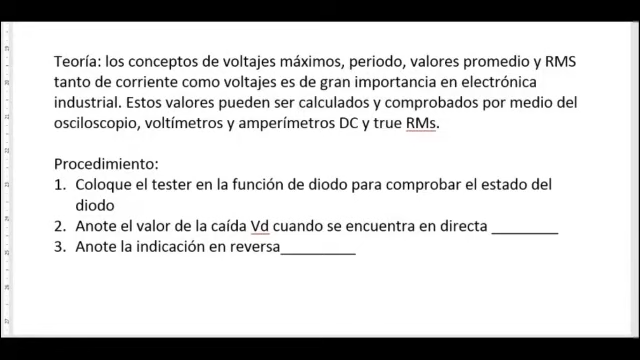 Teoría: los conceptos de voltajes máximos, periodo, valores promedio y RMS
tanto de corriente como voltajes es de gran importancia en electrónica
industrial. Estos valores pueden ser calculados y comprobados por medio del
osciloscopio, voltímetros y amperímetros DC y true RMs.
Procedimiento:
1. Coloque el tester en la función de diodo para comprobar el estado del
diodo
2. Anote el valor de la caída Vd cuando se encuentra en directa ________
3. Anote la indicación en reversa_________